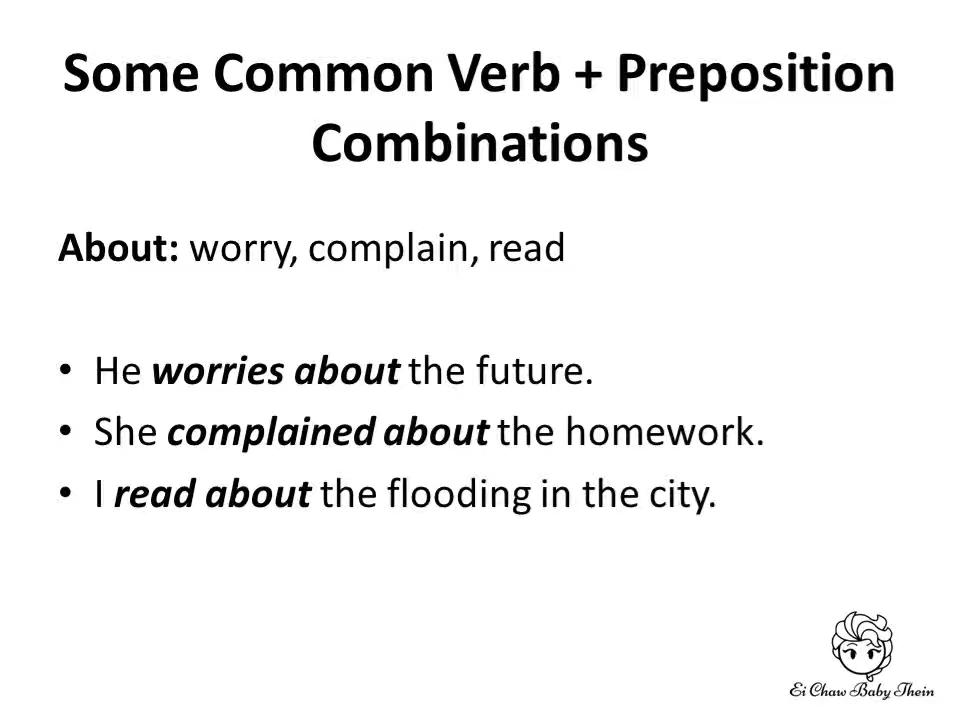 Some Common Verb + Preposition
Combinations
About: worry, complain, read
• He worries about the future.
• She complained about the homework.
• I read about the flooding in the city.
Ei Chaw Baby Thein